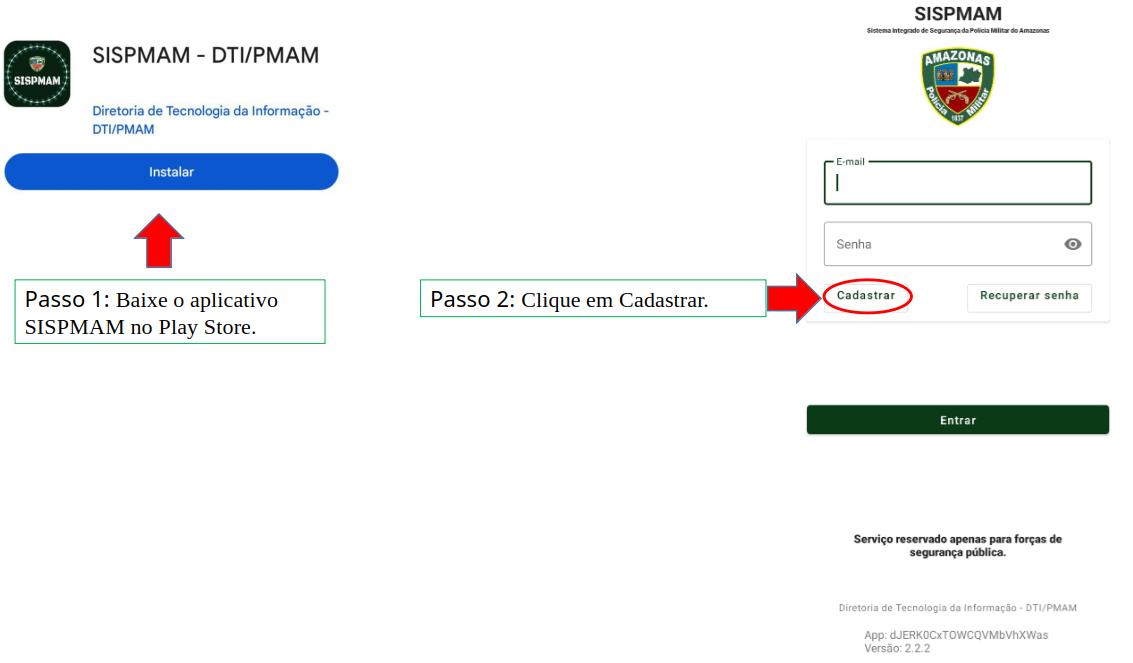 SISPMAM
SISPMAM - DTI/PMAM
Diretoria de Tecnologia da Informação -
DTI/PMAM
Instalar
Passo 1: Baixe o aplicativo
SISPMAM no Play Store.
Passo 2: Clique em Cadastrar.
SISPMAM
Sistema Integrado de Segurança da Polícia Militar do Amazonas
AMAZONAS
Polícia Militar
1837
E-mail
Senha
Cadastrar
Recuperar senha
Entrar
Serviço reservado apenas para forças de
segurança pública.
Diretoria de Tecnologia da Informação - DTI/PMAM
App: dJERK0CxTOWCQVMbVhXWas
Versão: 2.2.2